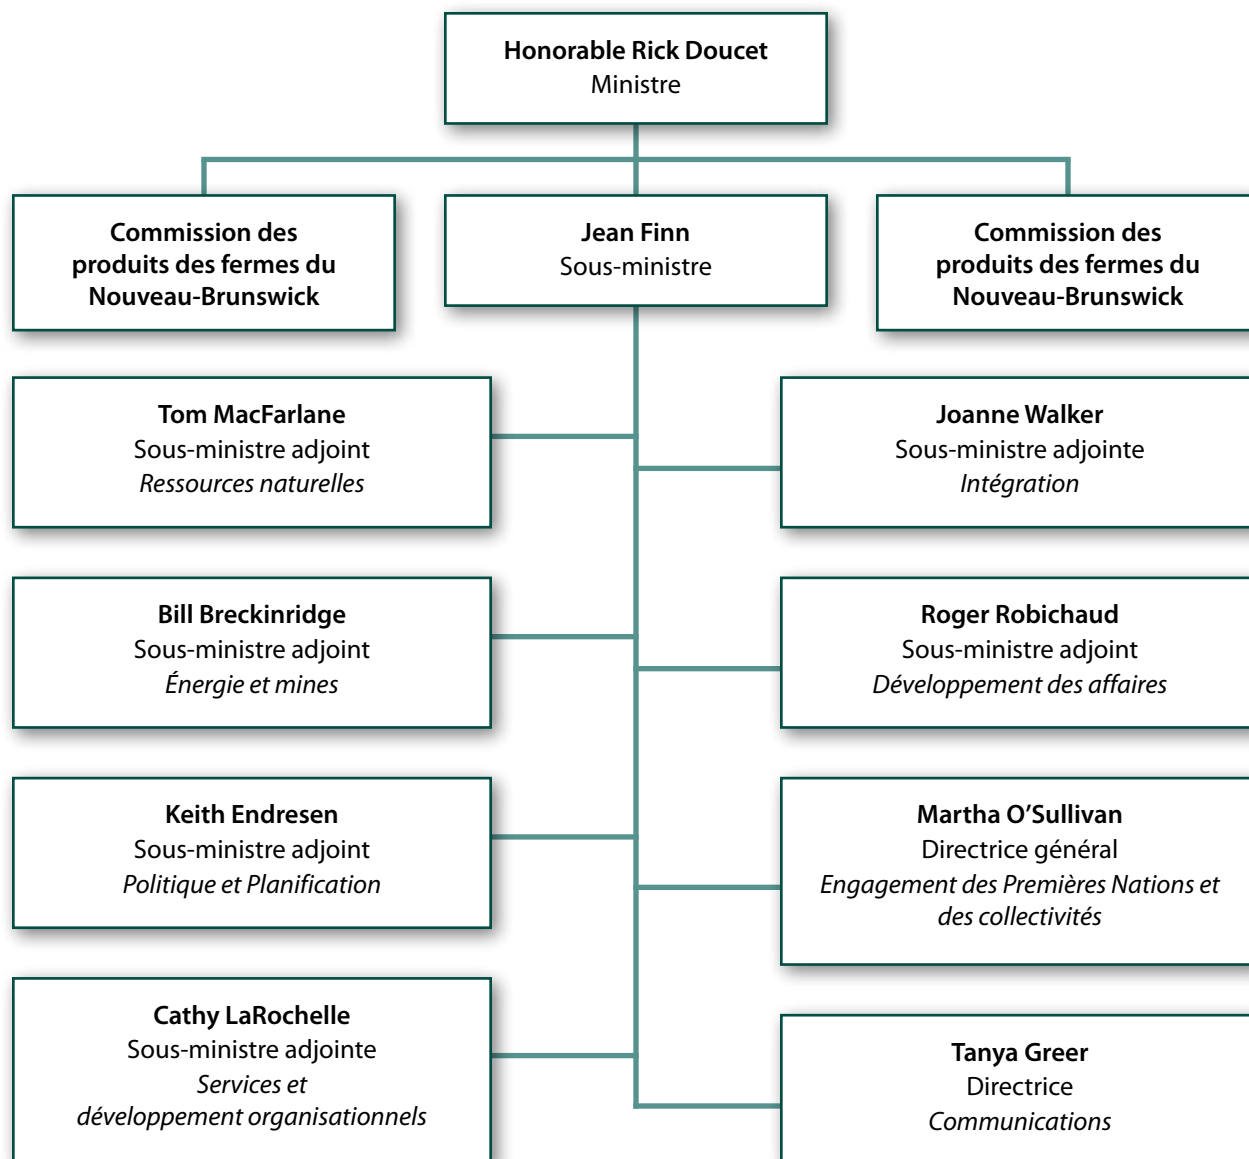 Honorable Rick Doucet
Ministre
Commission des
produits des fermes du
Nouveau-Brunswick
Jean Finn
Sous-ministre
Commission des
produits des fermes du
Nouveau-Brunswick
Tom MacFarlane
Sous-ministre adjoint
Ressources naturelles
Joanne Walker
Sous-ministre adjointe
Intégration
Bill Breckinridge
Sous-ministre adjoint
Énergie et mines
Roger Robichaud
Sous-ministre adjoint
Développement des affaires
Keith Endresen
Sous-ministre adjoint
Politique et Planification
Martha O'Sullivan
Directrice général
Engagement des Premières Nations et
des collectivités
Cathy LaRochelle
Sous-ministre adjointe
Services et
développement organisationnels
Tanya Greer
Directrice
Communications